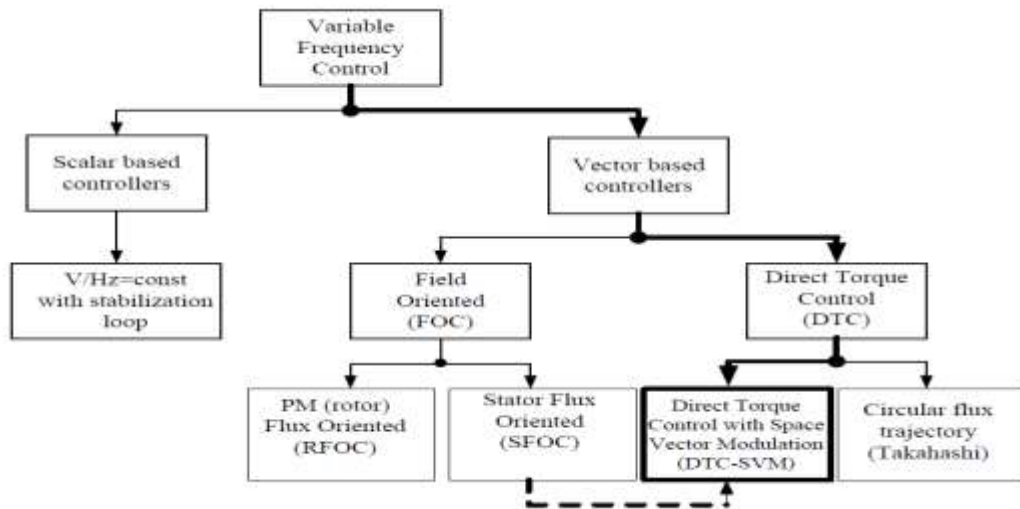 Variable
Frequency
Control
Scalar based
controllers
Vector based
controllers
V/Hz=const
with stabilization
loop
Field
Oriented
(FOC)
Direct Torque
Control
(DTC)
PM (rotor)
Flux Oriented
(RFOC)
Stator Flux
Oriented
(SFOC)
Direct Torque
Control with Space
Vector Modulation
(DTC-SVM)
Circular flux
trajectory
(Takahashi)